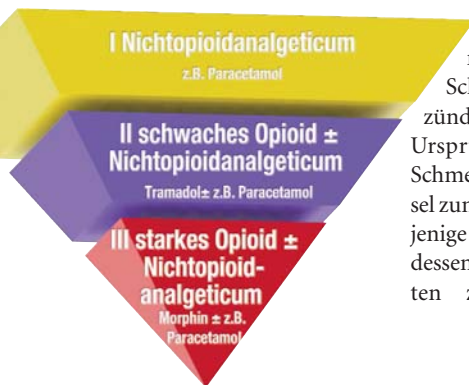 I Nichtopioidanalgeticum
z.B. Paracetamol
II schwaches Opioid ±
Nichtopioidanalgeticum
Tramadol± z.B. Paracetamol
III starkes Opioid ±
Nichtopioid-
analgeticum
Morphin ± z.B.
Paracetamol
zünd
Urspr
Schme
sel zum
jenige
dessen
ten z